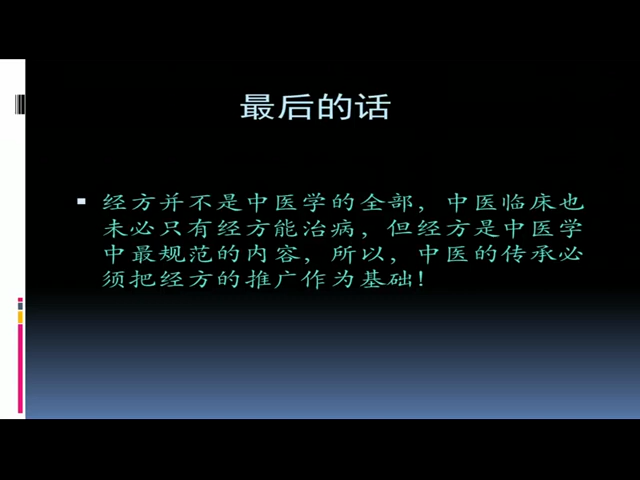 最后的话
经方并不是中医学的全部，中医临床也
未必只有经方能治病，但经方是中医学
中最规范的内容，所以，中医的传承必
须把经方的推广作为基础！